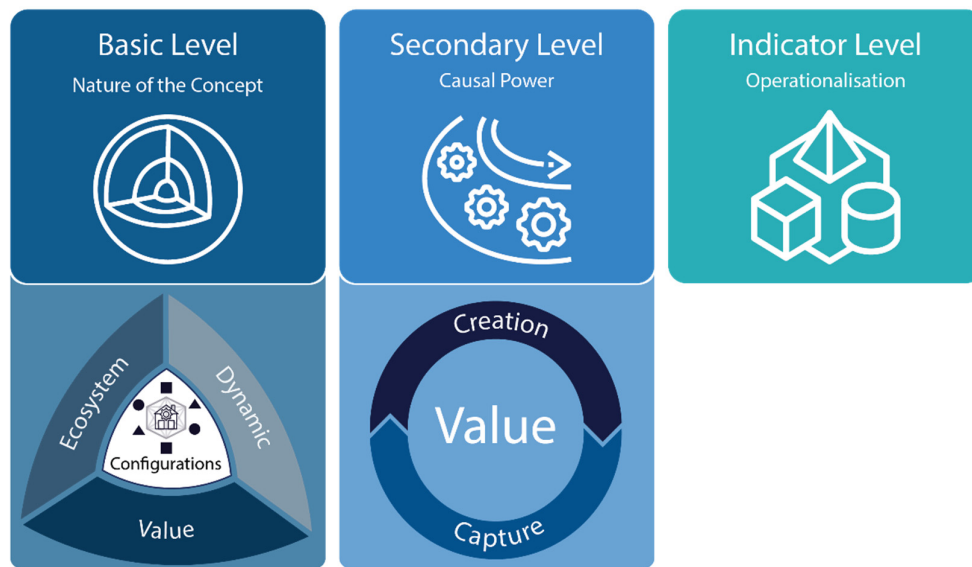 Basic Level
Nature of the Concept
Secondary Level
Causal Power
Indicator Level
Operationalisation
Ecosystem
Dynamic
Configurations
Value
Creation
Value
Capture